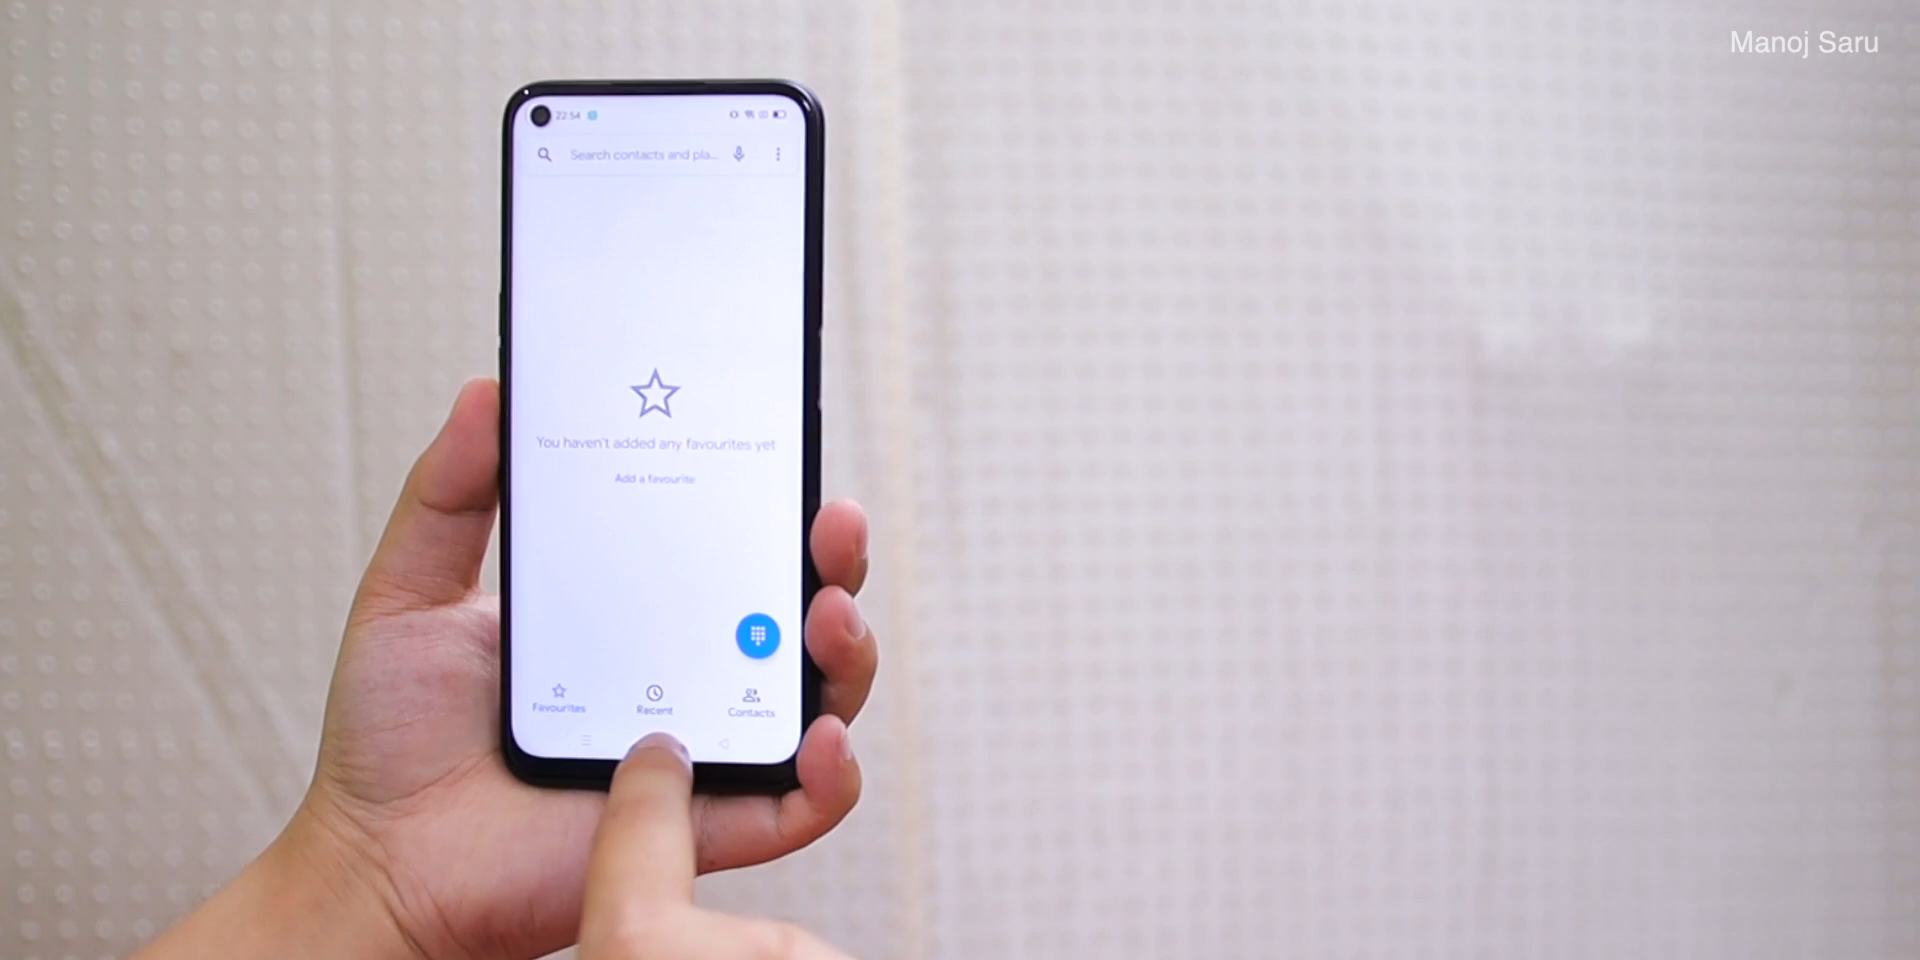 Manoj Saru
22:54
Search contacts and pla...
You haven't added any favourites yet
Add a favourite
Favourites
Recent
Contacts